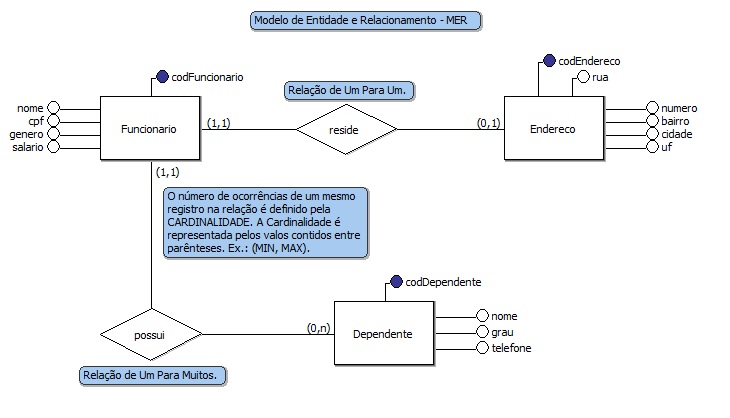 Modelo de Entidade e Relacionamento - MER
codEndereco
codFuncionario
rua
Relação de Um Para Um.
nome
cpf
genero
salario
Funcionario
(1,1)
reside
(0,1)
Endereco
numero
bairro
cidade
uf
(1,1)
O número de ocorrências de um mesmo
registro na relação é definido pela
CARDINALIDADE. A Cardinalidade é
representada pelos valos contidos entre
parênteses. Ex.: (MIN, MAX).
codDependente
possui
(0,n)
Dependente
nome
grau
telefone
Relação de Um Para Muitos.